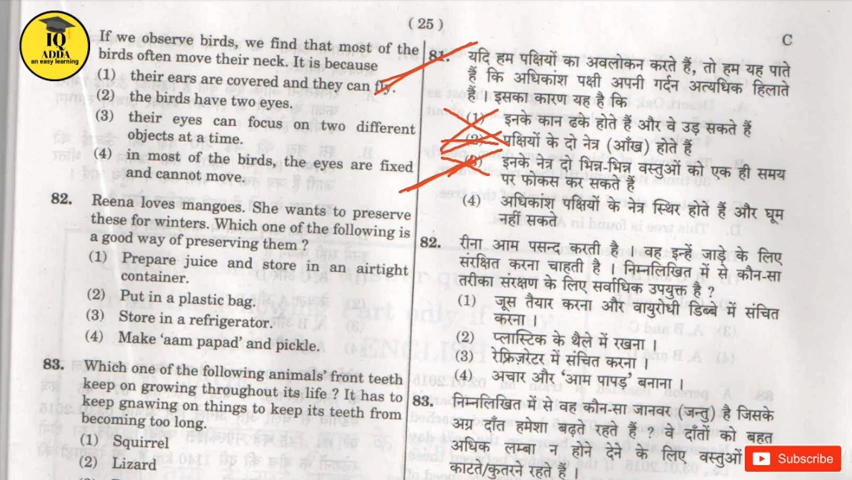 ( 25 )
C
IQ
ADDA
an easy learning
If we observe birds, we find that most of the
birds often move their neck. It is because
(1) their ears are covered and they can fly.
(2) the birds have two eyes.
(3) their eyes can focus on two different
objects at a time.
(4) in most of the birds, the eyes are fixed
and cannot move.
82. Reena loves mangoes. She wants to preserve
these for winters. Which one of the following is
a good way of preserving them ?
(1) Prepare juice and store in an airtight
container.
(2) Put in a plastic bag.
(3) Store in a refrigerator.
(4) Make ‘aam papad’ and pickle.
83. Which one of the following animals’ front teeth
keep on growing throughout its life ? It has to
keep gnawing on things to keep its teeth from
becoming too long.
(1) Squirrel
(2) Lizard
81. यदि हम पक्षियों का अवलोकन करते हैं, तो हम यह पाते
हैं कि अधिकांश पक्षी अपनी गर्दन अत्यधिक हिलाते
हैं । इसका कारण यह है कि
(1) इनके कान ढके होते हैं और वे उड़ सकते हैं
(2) पक्षियों के दो नेत्र (आँख) होते हैं
इनके नेत्र दो भिन्न-भिन्न वस्तुओं को एक ही समय
पर फोकस कर सकते हैं
(4) अधिकांश पक्षियों के नेत्र स्थिर होते हैं और घूम
नहीं सकते
82. रीना आम पसन्द करती है । वह इन्हें जाड़े के लिए
संरक्षित करना चाहती है । निम्नलिखित में से कौन-सा
तरीका संरक्षण के लिए सर्वाधिक उपयुक्त है ?
(1) जूस तैयार करना और वायुरोधी डिब्बे में संचित
करना
(2) प्लास्टिक के थैले में रखना ।
(3) रेफ्रिज़रेटर में संचित करना ।
(4) अचार और ‘आम पापड़’ बनाना ।
83. निम्नलिखित में से वह कौन-सा जानवर (जन्तु) है जिसके
अग्र दाँत हमेशा बढ़ते रहते हैं ? वे दाँतों को बहुत
अधिक लम्बा न होने देने के लिए वस्तुओं
काटते/कुतरते रहते हैं ।
Subscribe